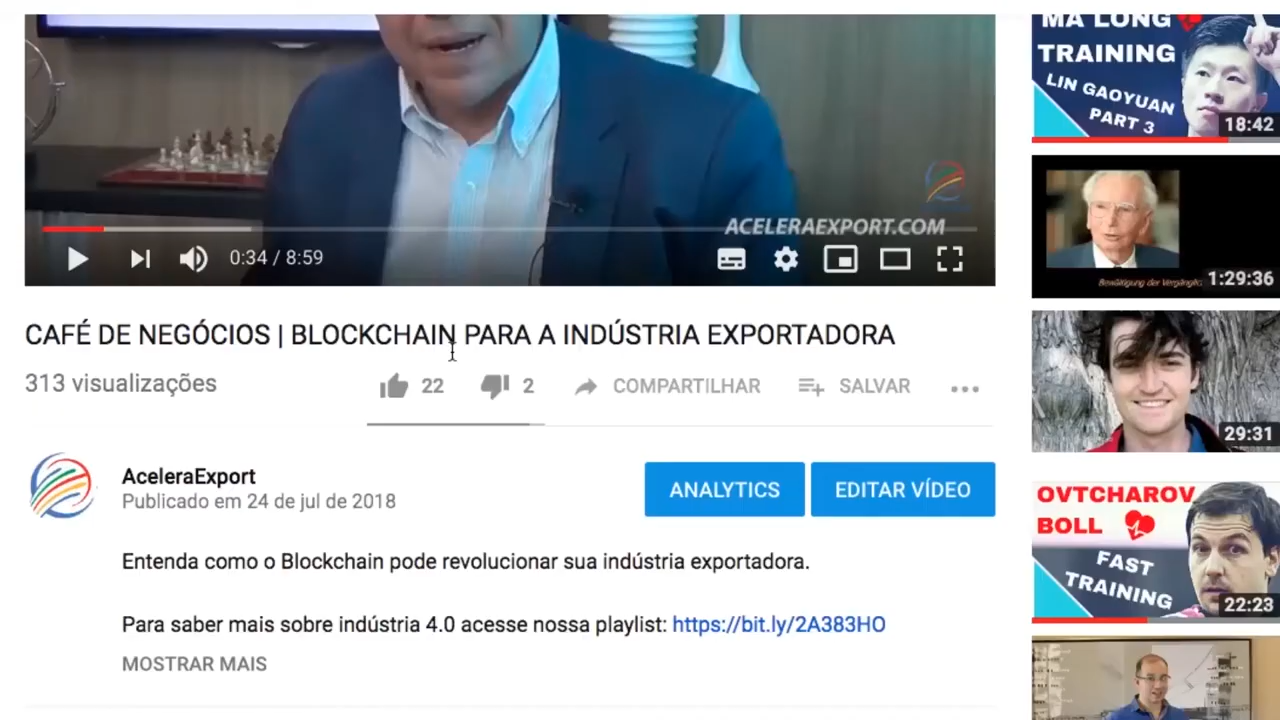 ACELERAEXPORT.COM
0:34 / 8:59
CAFÉ DE NEGÓCIOS | BLOCKCHAIN PARA A INDÚSTRIA EXPORTADORA
313 visualizações
22
2
COMPARTILHAR
SALVAR
AceleraExport
Publicado em 24 de jul de 2018
ANALYTICS
EDITAR VÍDEO
Entenda como o Blockchain pode revolucionar sua indústria exportadora.
Para saber mais sobre indústria 4.0 acesse nossa playlist: https://bit.ly/2A383HO
MOSTRAR MAIS
MA LONG
TRAINING
LIN GAOYUAN
PART 3
18:42
Bewältigung der
1:29:36
29:31
OVTCHAROV
BOLL
FAST
TRAINING
22:23